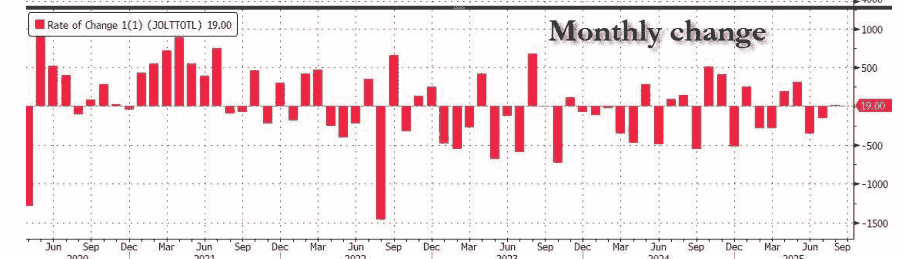 Rate of Change 1(1) (JOLTTOTL) 19.00
Monthly change
1000
500
19.00
-500
-1000
-1500
Jun Sep Dec Mar Jun Sep Dec Mar Jun Sep Dec Mar Jun Sep Dec Mar Jun Sep Dec Mar Jun Sep
2020 2021 2022 2023 2024 2025